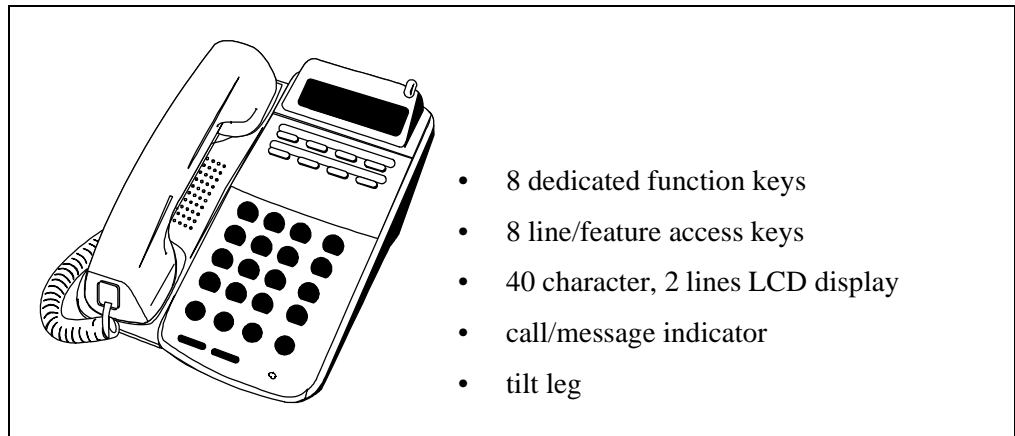 • 8 dedicated function keys
• 8 line/feature access keys
• 40 character, 2 lines LCD display
• call/message indicator
• tilt leg